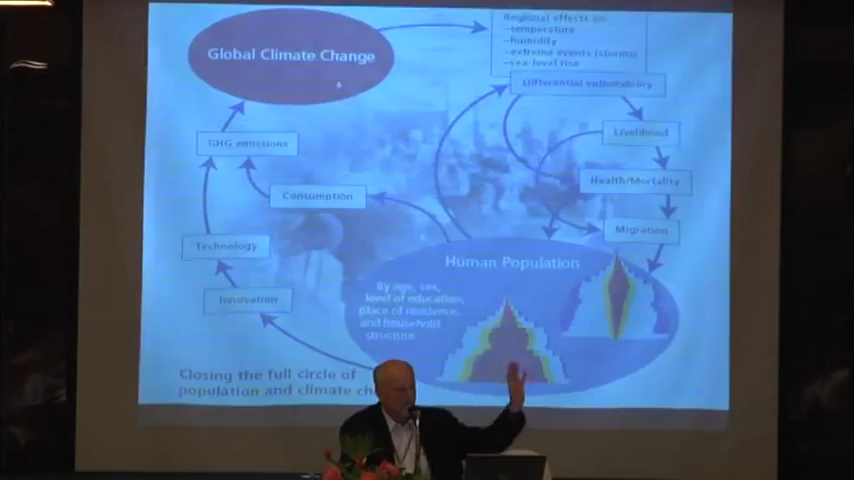 Global Climate Change
Regional effects on:
–temperature
–humidity
–extreme events (storms)
–sea-level rise
Differential vulnerability
Livelihood
Health/Mortality
Migration
GHG emissions
Consumption
Technology
Innovation
Human Population
By age, sex,
level of education,
place of residence,
and household
structure
Closing the full circle of
population and climate